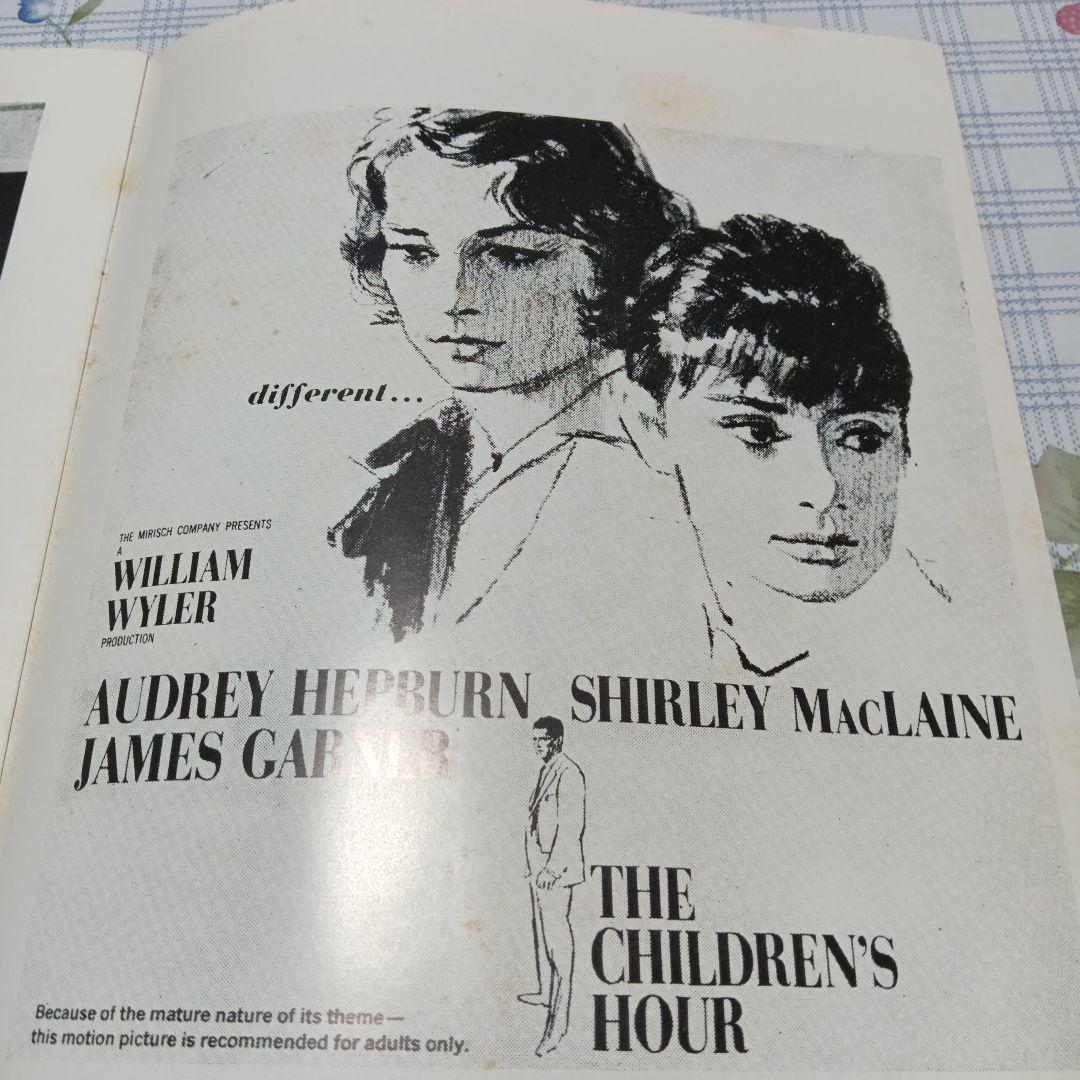 different...
THE MIRISCH COMPANY PRESENTS
A
WILLIAM
WYLER
PRODUCTION
AUDREY HEPBURN SHIRLEY MACLAINE
JAMES GARNER
THE
CHILDREN'S
HOUR
Because of the mature nature of its theme—
this motion picture is recommended for adults only.